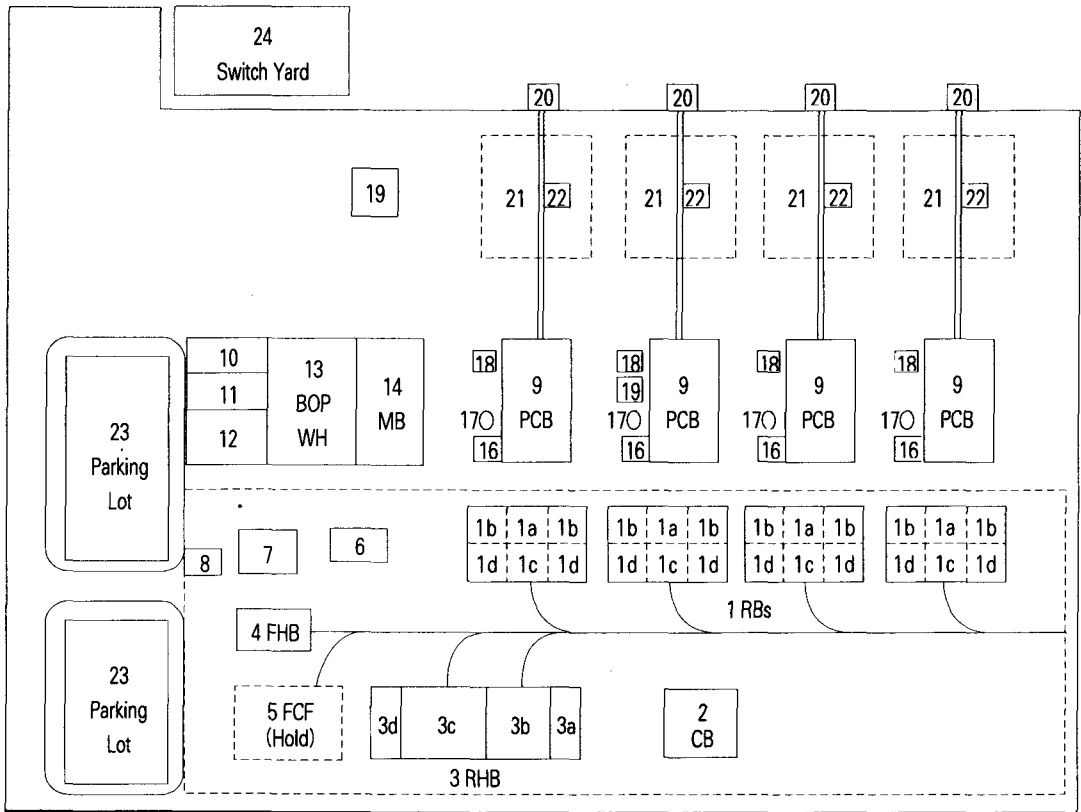 24
Switch Yard
20 20 20 20
19
21 22 21 22 21 22 21 22
10
11
12
13
BOP
WH
14
MB
18 18 18 18
19
9
PCB
9
PCB
9
PCB
9
PCB
17 17 17 17
16 16 16 16
23
Parking
Lot
1b 1a 1b 1b 1a 1b 1b 1a 1b 1b 1a 1b
1d 1c 1d 1d 1c 1d 1d 1c 1d 1d 1c 1d
8
7
6
1 RBs
4 FHB
23
Parking
Lot
5 FCF
(Hold)
3d 3c 3b 3a
3 RHB
2
CB